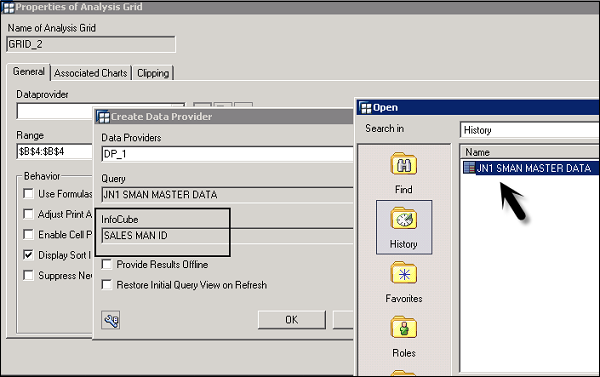 Properties of Analysis Grid
Name of Analysis Grid
GRID_2
General
Associated Charts
Clipping
Dataprovider
Range
$B$4:$B$4
Behavior
Use Formulas
Adjust Print A
Enable Cell P
Display Sort I
Suppress New
Create Data Provider
Data Providers
DP_1
Query
JN1 SMAN MASTER DATA
InfoCube
SALES MAN ID
Provide Results Offline
Restore Initial Query View on Refresh
OK
Open
Search in
History
Name
JN1 SMAN MASTER DATA
Find
History
Favorites
Roles